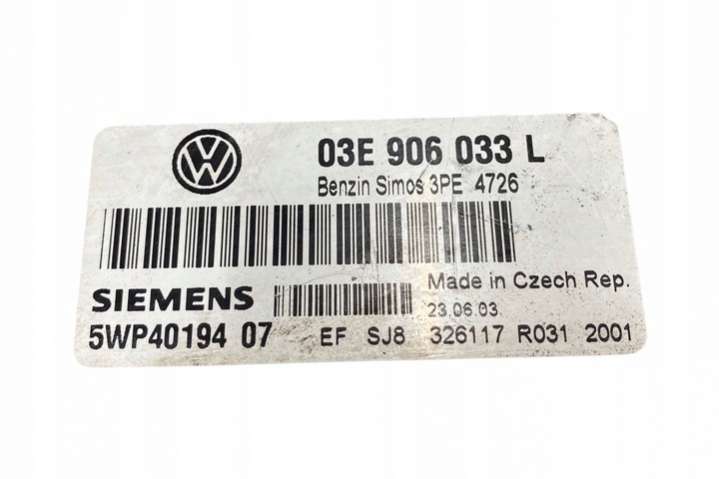 VW
03E 906 033 L
Benzin Simos 3PE 4726
SIEMENS
Made in Czech Rep.
23.06.03
5WP40194 07
EF SJ8 326117 R031 2001